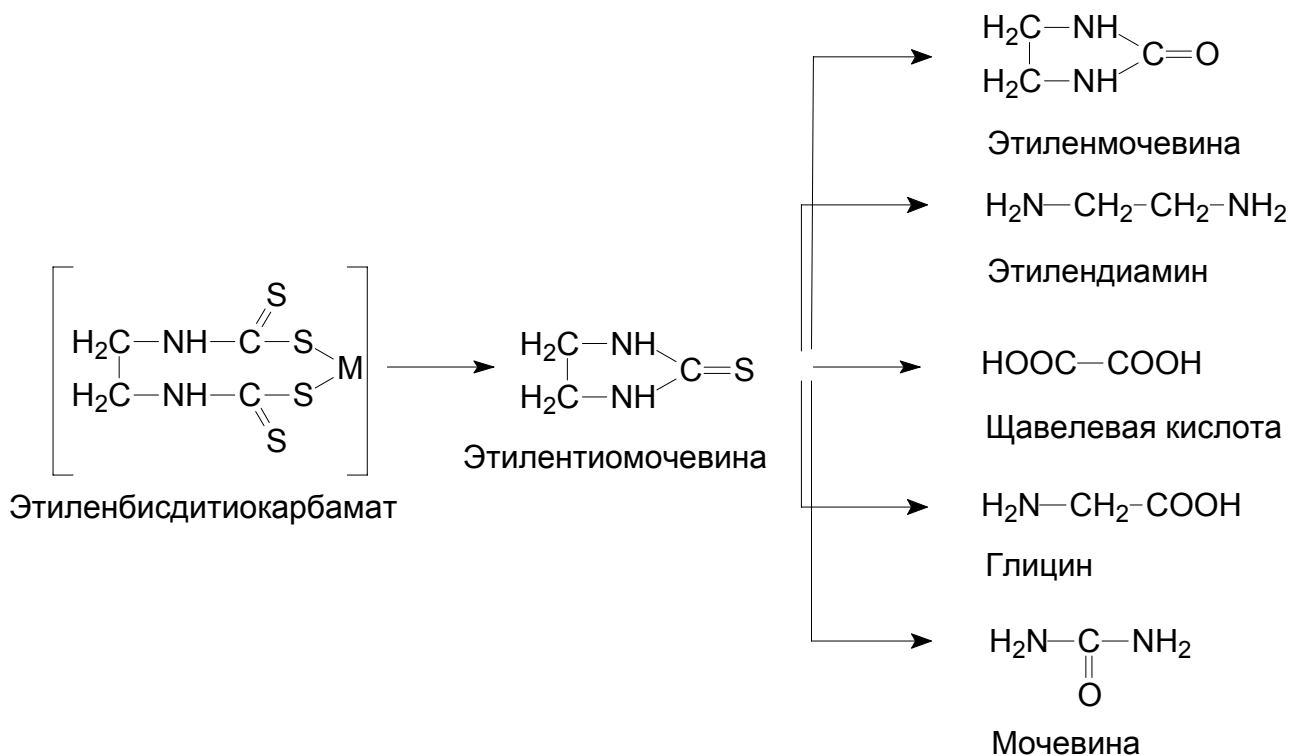 H₂C—NH
C=O
H₂C—NH
Этиленмочевина
H₂N—CH₂—CH₂—NH₂
Этилендиамин
S
H₂C—NH—C—S
M
H₂C—NH—C—S
S
Этиленбисдитиокарбамат
H₂C—NH
C=S
H₂C—NH
Этилентиомочевина
HOOC—COOH
Щавелевая кислота
H₂N—CH₂—COOH
Глицин
H₂N—C—NH₂
O
Мочевина